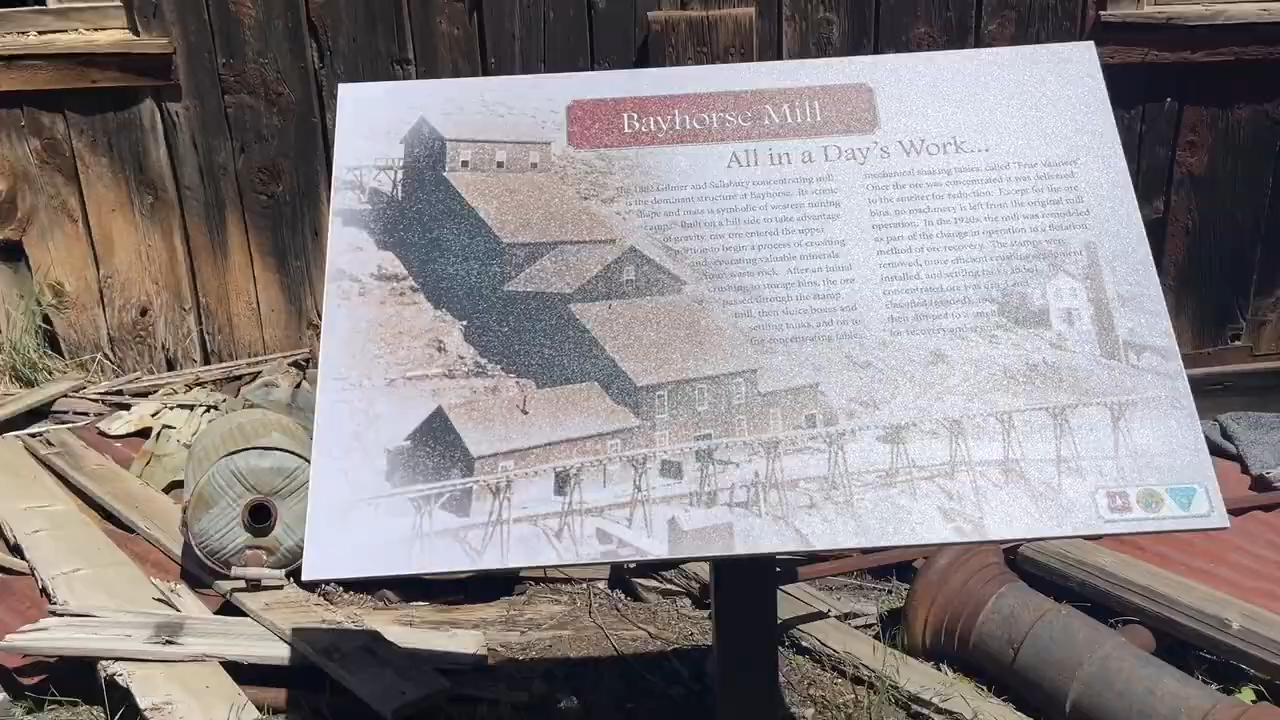 Bayhorse Mill
All in a Day's Work...
The 1882 Gilmer and Salisbury concentrating mill
is the dominant structure at Bayhorse. Its scenic
shape and mass is symbolic of western mining
camps. Built on a hill side to take advantage
of gravity, raw ore entered the upper
portion to begin a process of crushing
and separating valuable minerals
from waste rock. After an initial
crushing, to storage bins, the ore
passed through the stamp
mill, then sluice boxes and
settling tanks, and on to
the concentrating tables,
mechanical shaking tables, called "Frue Vanners".
Once the ore was concentrated it was delivered
to the smelter for reduction. Except for the ore
bins, no machinery is left from the original mill
operation. In the 1920s, the mill was remodeled
as part of the change in operation to a flotation
method of ore recovery. The stamps were
removed, more efficient crushing equipment
installed, and settling tanks added.
concentrated ore was
then shipped to a
for recovery and